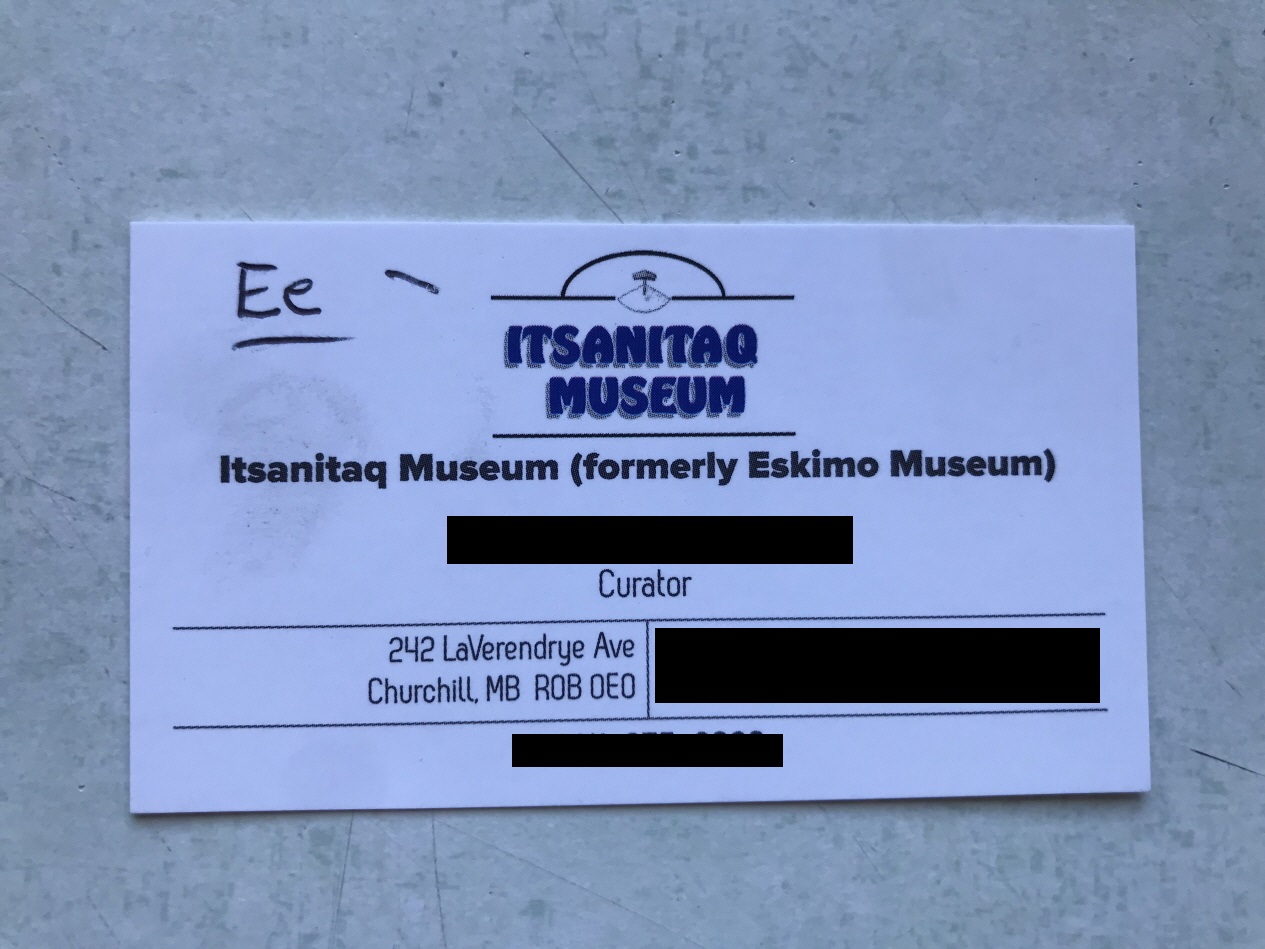 Ee
ITSANITAQ
MUSEUM
Itsanitaq Museum (formerly Eskimo Museum)
Curator
242 LaVerendrye Ave
Churchill, MB R0B 0E0